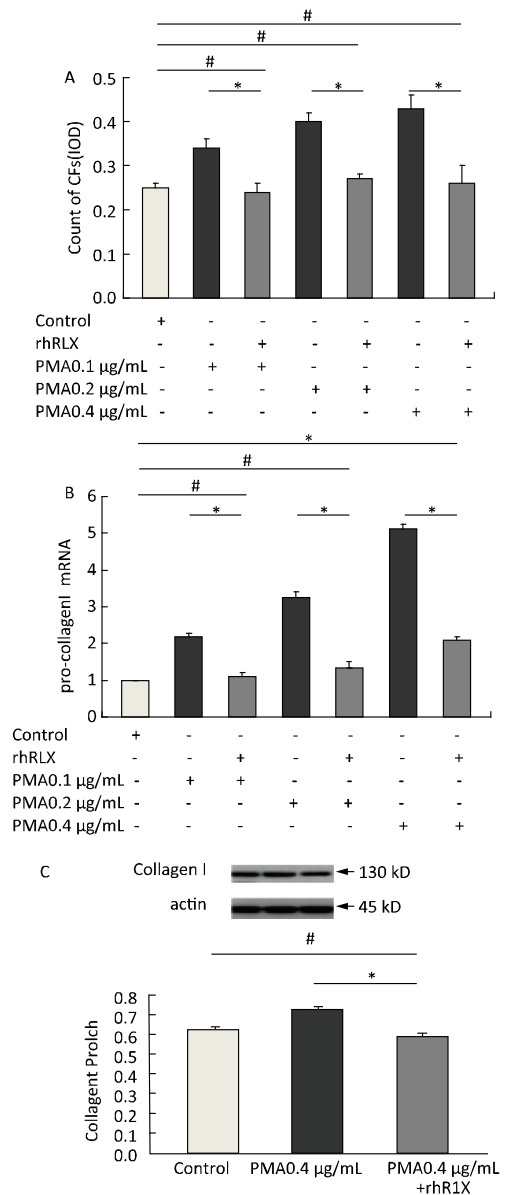 #
#
#
A
* * *
0.5
0.4
0.3
0.2
0.1
0.0
Count of CFs(IOD)
Control + - - - - - -
rhRLX - - + - + - +
PMA0.1 µg/mL - + + - - - -
PMA0.2 µg/mL - - - + + - -
PMA0.4 µg/mL - - - - - + +
*
#
#
B
* * *
6
5
4
3
2
1
0
pro-collagenI mRNA
Control + - - - - - -
rhRLX - - + - + - +
PMA0.1 µg/mL - + + - - - -
PMA0.2 µg/mL - - - + + - -
PMA0.4 µg/mL - - - - - + +
C
Collagen I 130 kD
actin 45 kD
#
*
0.8
0.7
0.6
0.5
0.4
0.3
0.2
0.1
0.0
Collagent Prolch
Control PMA0.4 µg/mL PMA0.4 µg/mL
+rhR1X